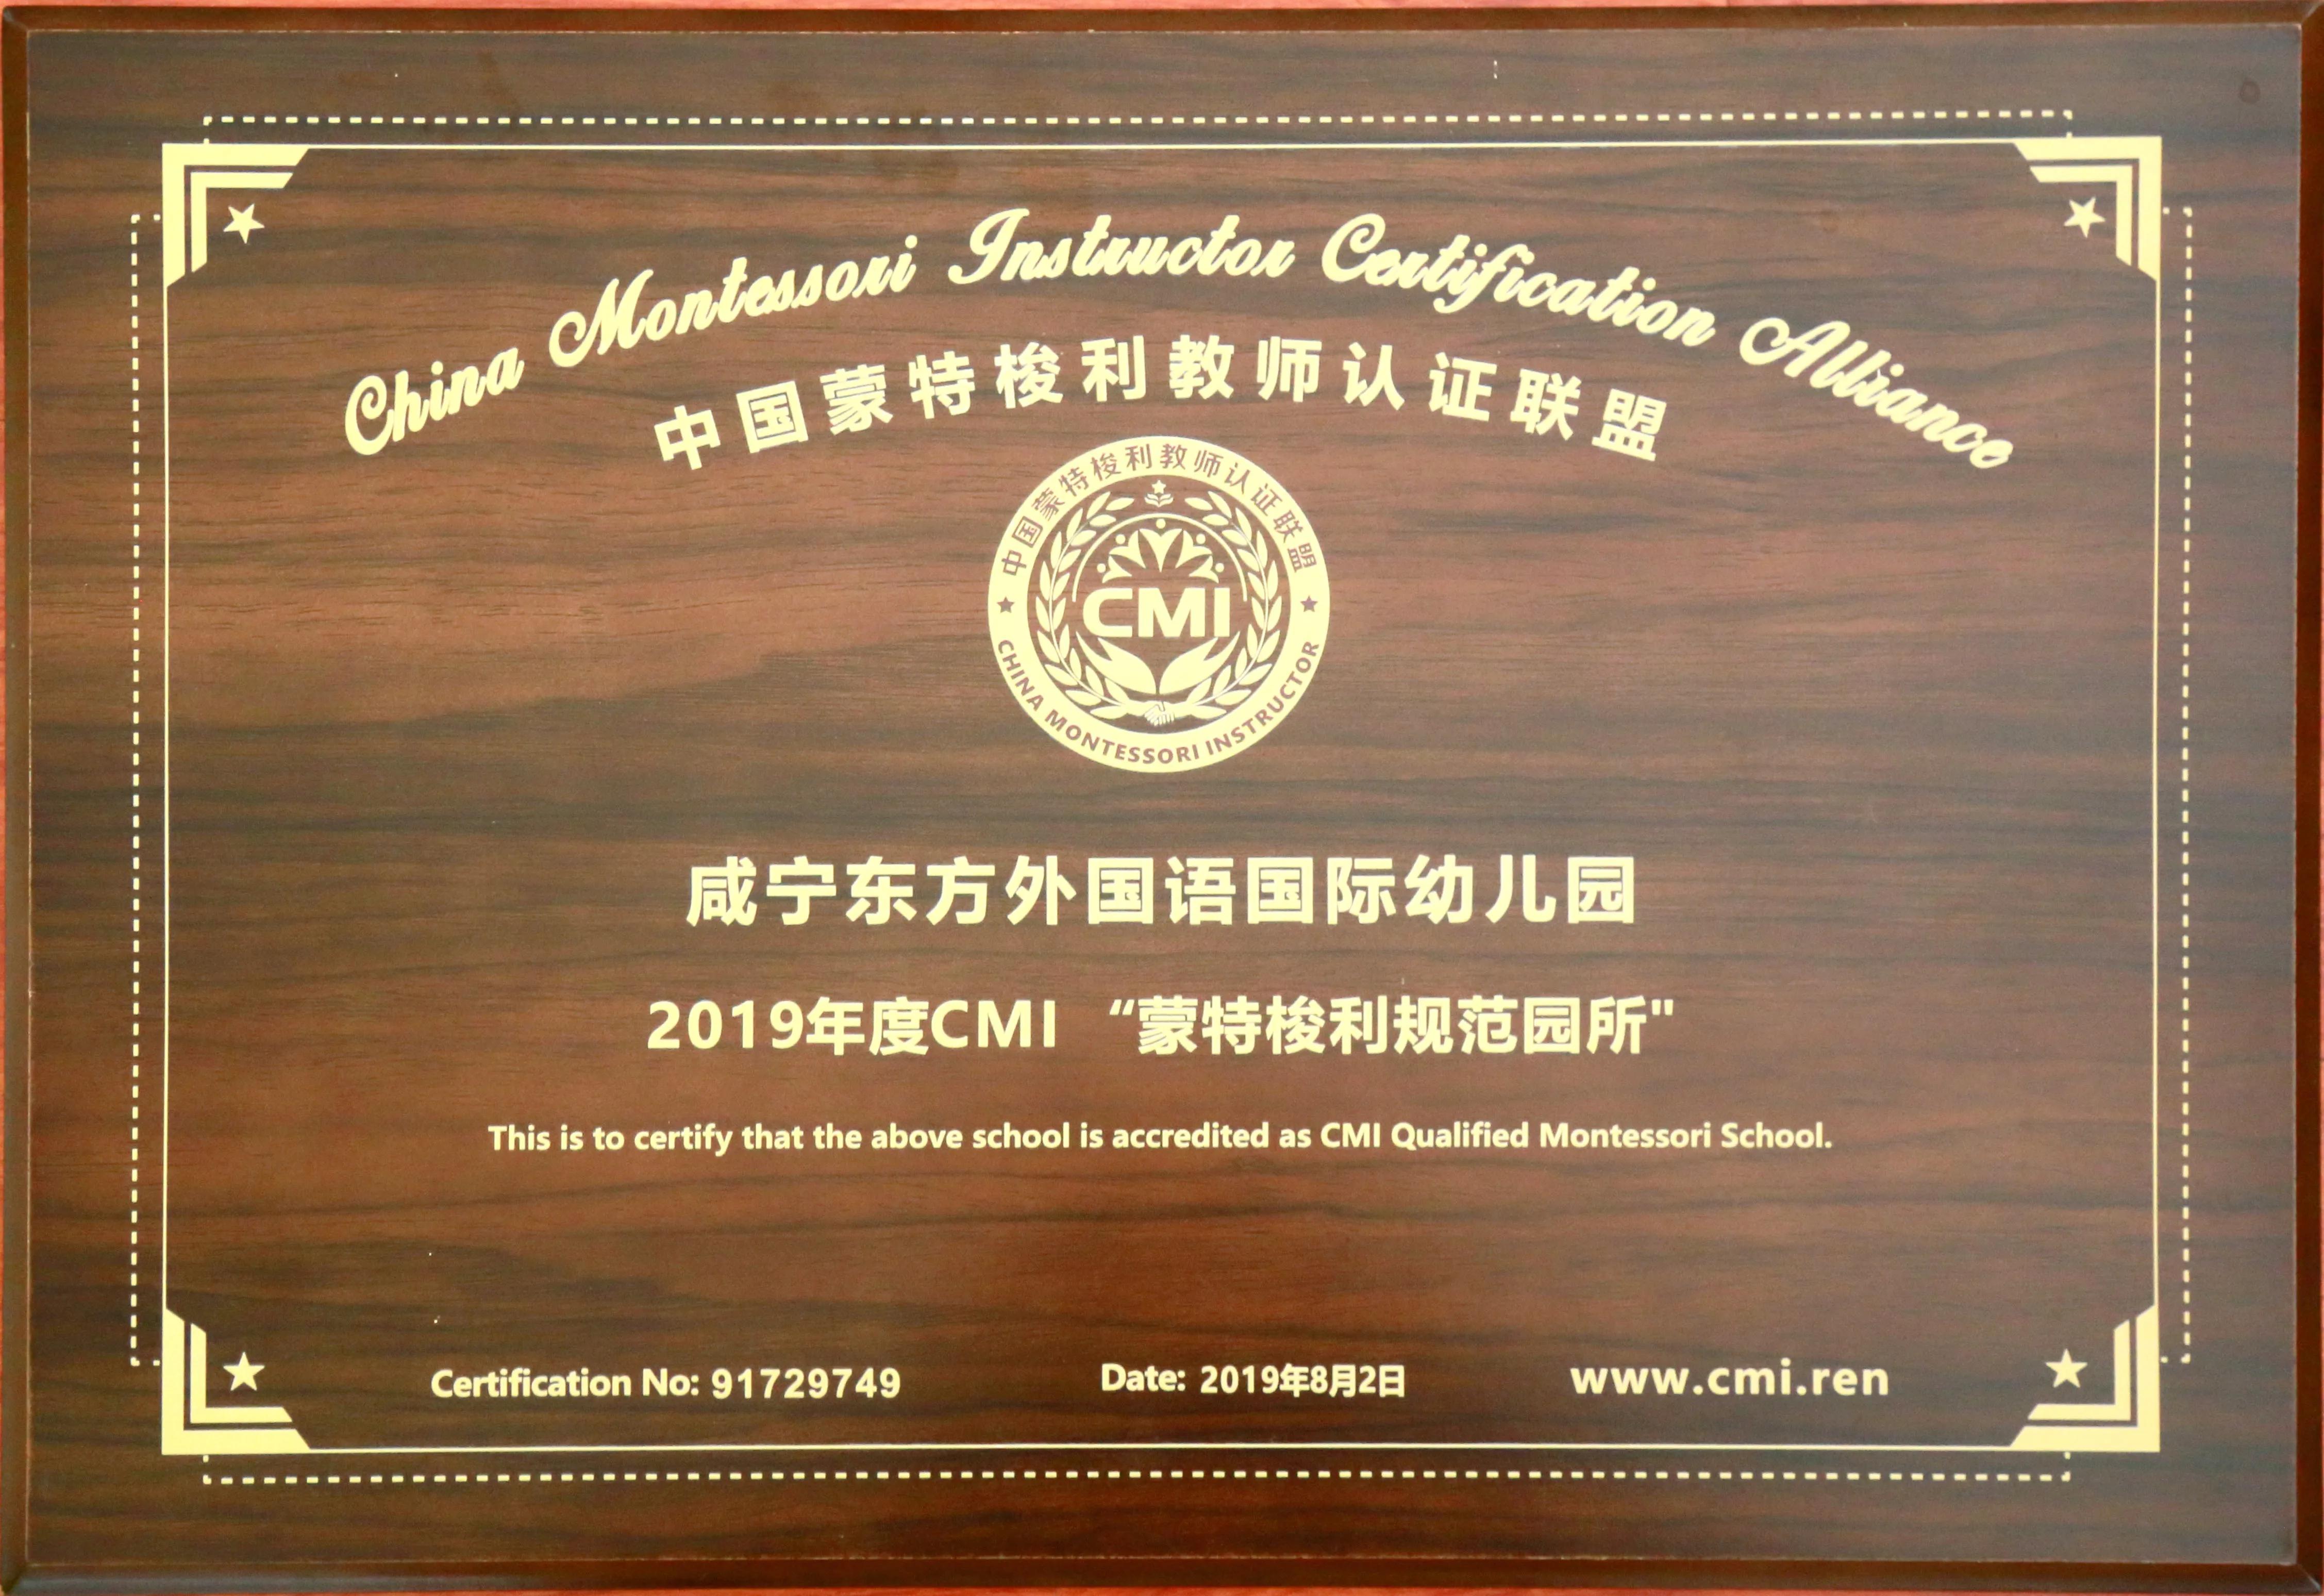 China Montessori Instructor Certification Alliance
中国蒙特梭利教师认证联盟
中国蒙特梭利教师认证联盟
CMI
CHINA MONTESSORI INSTRUCTOR
咸宁东方外国语国际幼儿园
2019年度CMI “蒙特梭利规范园所"
This is to certify that the above school is accredited as CMI Qualified Montessori School.
Certification No: 91729749 Date: 2019年8月2日 www.cmi.ren